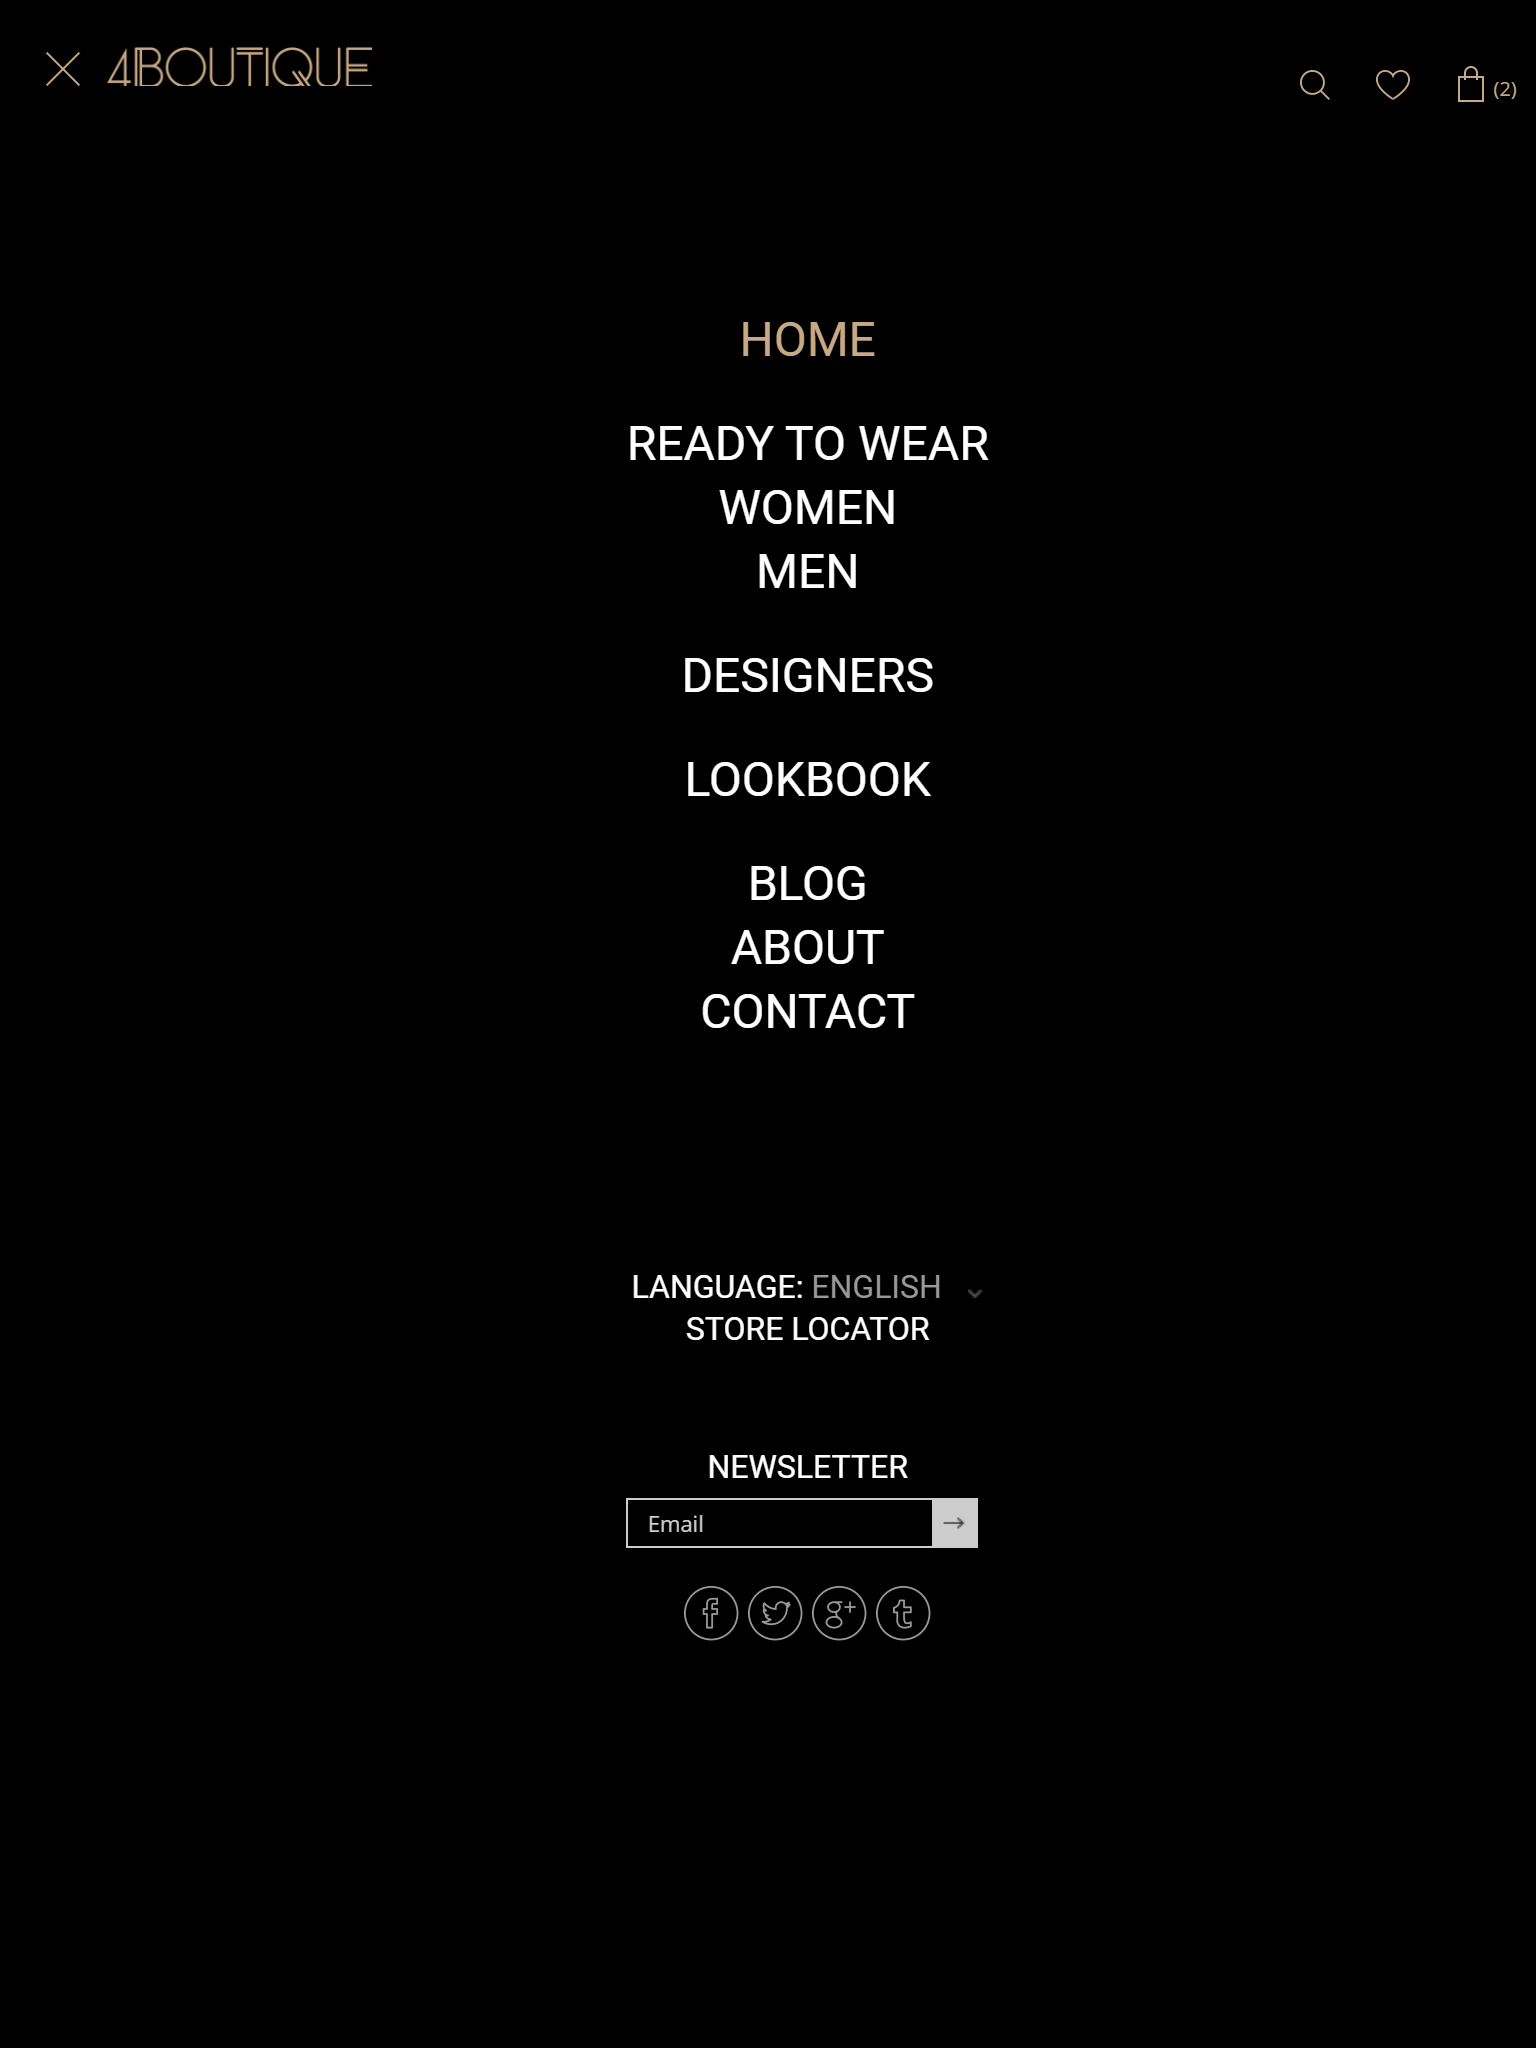 4BOUTIQUE
(2)
HOME
READY TO WEAR
WOMEN
MEN
DESIGNERS
LOOKBOOK
BLOG
ABOUT
CONTACT
LANGUAGE: ENGLISH
STORE LOCATOR
NEWSLETTER
Email